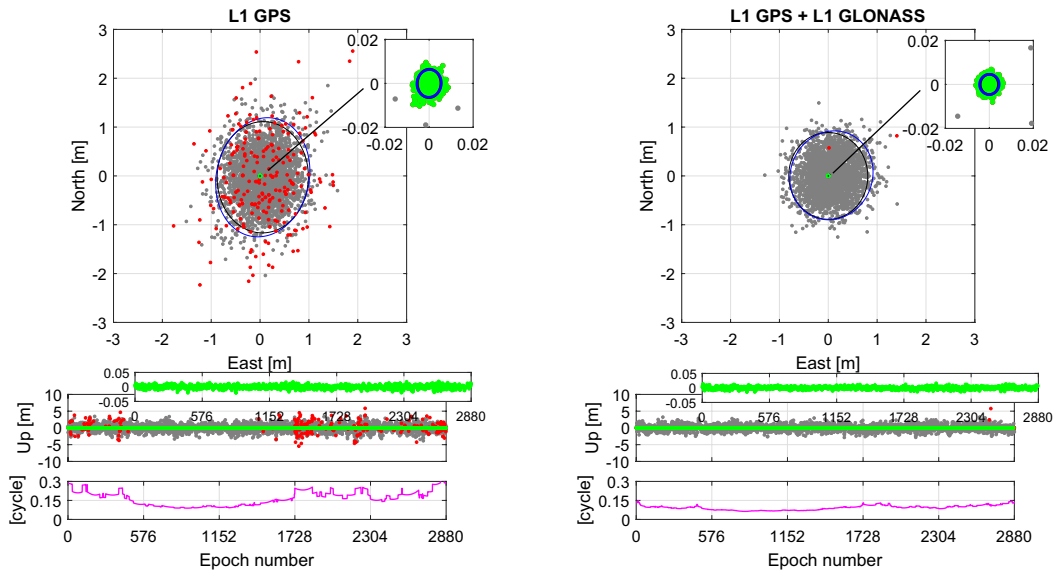 L1 GPS
3
2
1
0
-1
-2
-3
North [m]
-3 -2 -1 0 1 2 3
East [m]
0.02
0
-0.02
-0.02 0 0.02
0.05
0
-0.05
0 576 1152 1728 2304 2880
10
5
0
-5
-10
Up [m]
0.3
0.15
0
[cycle]
0 576 1152 1728 2304 2880
Epoch number
L1 GPS + L1 GLONASS
3
2
1
0
-1
-2
-3
North [m]
-3 -2 -1 0 1 2 3
East [m]
0.02
0
-0.02
-0.02 0 0.02
0.05
0
-0.05
0 576 1152 1728 2304 2880
10
5
0
-5
-10
Up [m]
0.3
0.15
0
[cycle]
0 576 1152 1728 2304 2880
Epoch number